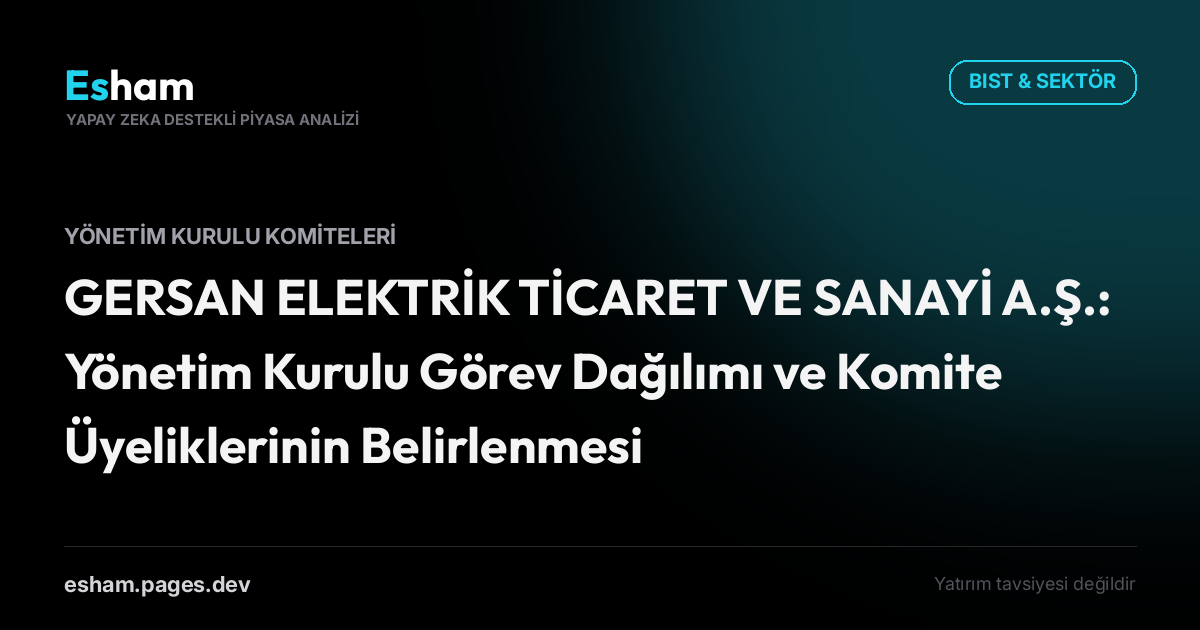 Esham
BIST & SEKTÖR
YAPAY ZEKA DESTEKLİ PİYASA ANALİZİ
YÖNETİM KURULU KOMİTELERİ
GERSAN ELEKTRİK TİCARET VE SANAYİ A.Ş.:
Yönetim Kurulu Görev Dağılımı ve Komite
Üyeliklerinin Belirlenmesi
esham.pages.dev
Yatırım tavsiyesi değildir